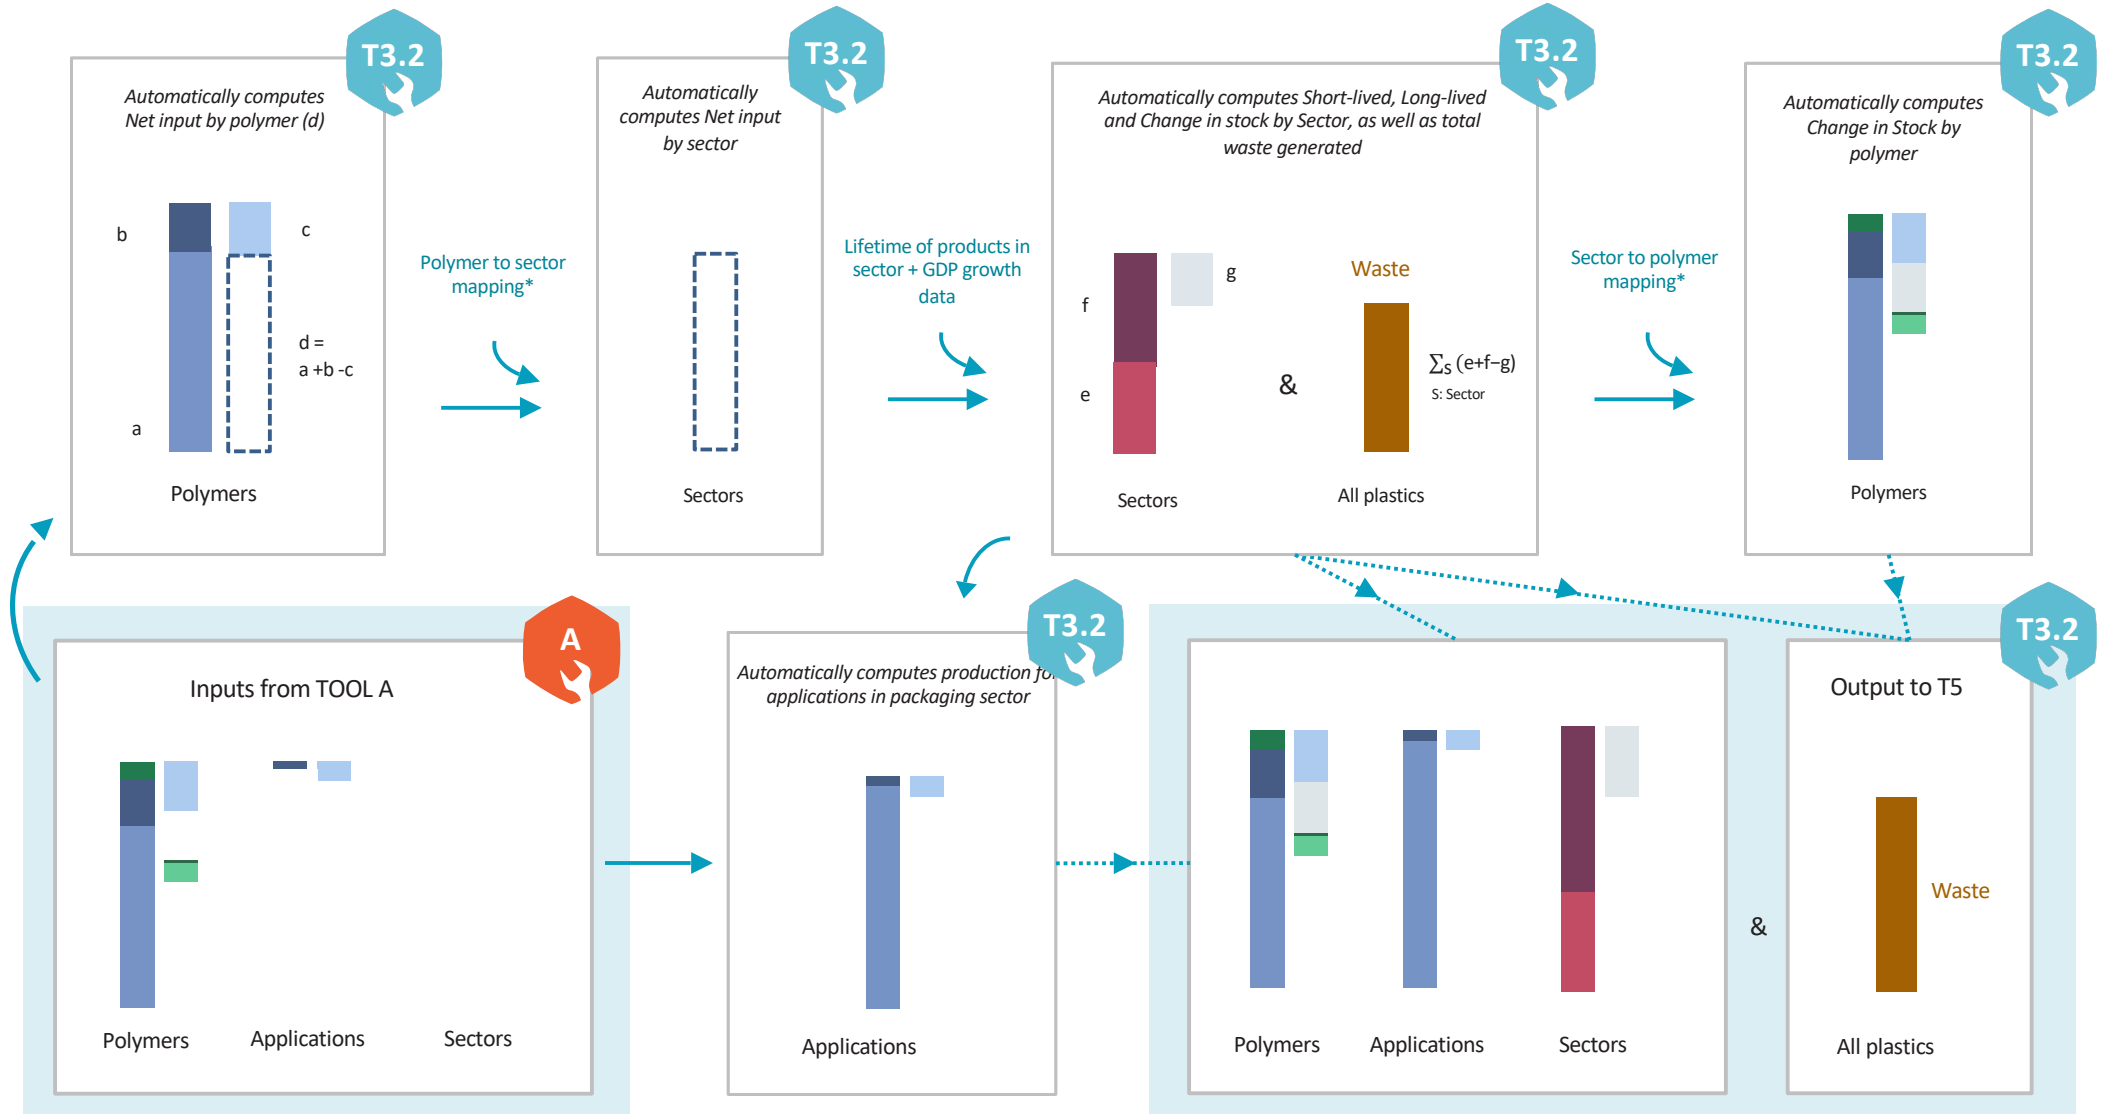 T3.2
Automatically computes
Net input by polymer (d)
b
c
d =
a +b -c
a
Polymers
Polymer to sector
mapping*
T3.2
Automatically
computes Net input
by sector
Sectors
Lifetime of products in
sector + GDP growth
data
T3.2
Automatically computes Short-lived, Long-lived
and Change in stock by Sector, as well as total
waste generated
f
g
e
Sectors
&
Waste
∑s (e+f−g)
S: Sector
All plastics
Sector to polymer
mapping*
T3.2
Automatically computes
Change in Stock by
polymer
Polymers
A
Inputs from TOOL A
Polymers
Applications
Sectors
T3.2
Automatically computes production for
applications in packaging sector
Applications
Polymers
Applications
Sectors
&
T3.2
Output to T5
Waste
All plastics